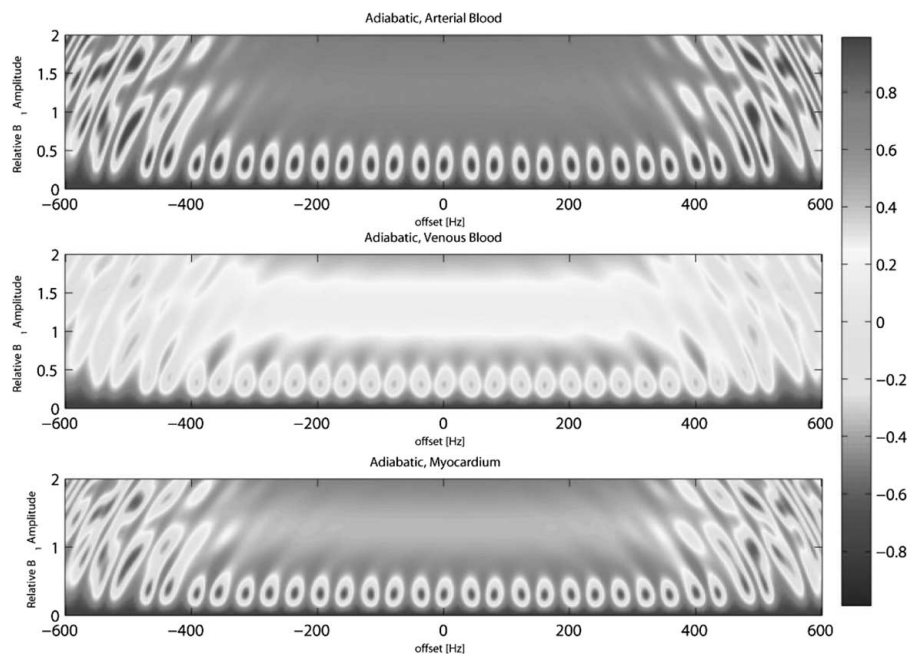 Adiabatic, Arterial Blood
Relative B 1 Amplitude
2
1.5
1
0.5
0
−600 −400 −200 0 200 400 600
offset [Hz]
Adiabatic, Venous Blood
Relative B 1 Amplitude
2
1.5
1
0.5
0
−600 −400 −200 0 200 400 600
offset [Hz]
Adiabatic, Myocardium
Relative B 1 Amplitude
2
1
0
−600 −400 −200 0 200 400 600
offset [Hz]
0.8
0.6
0.4
0.2
0
−0.2
−0.4
−0.6
−0.8